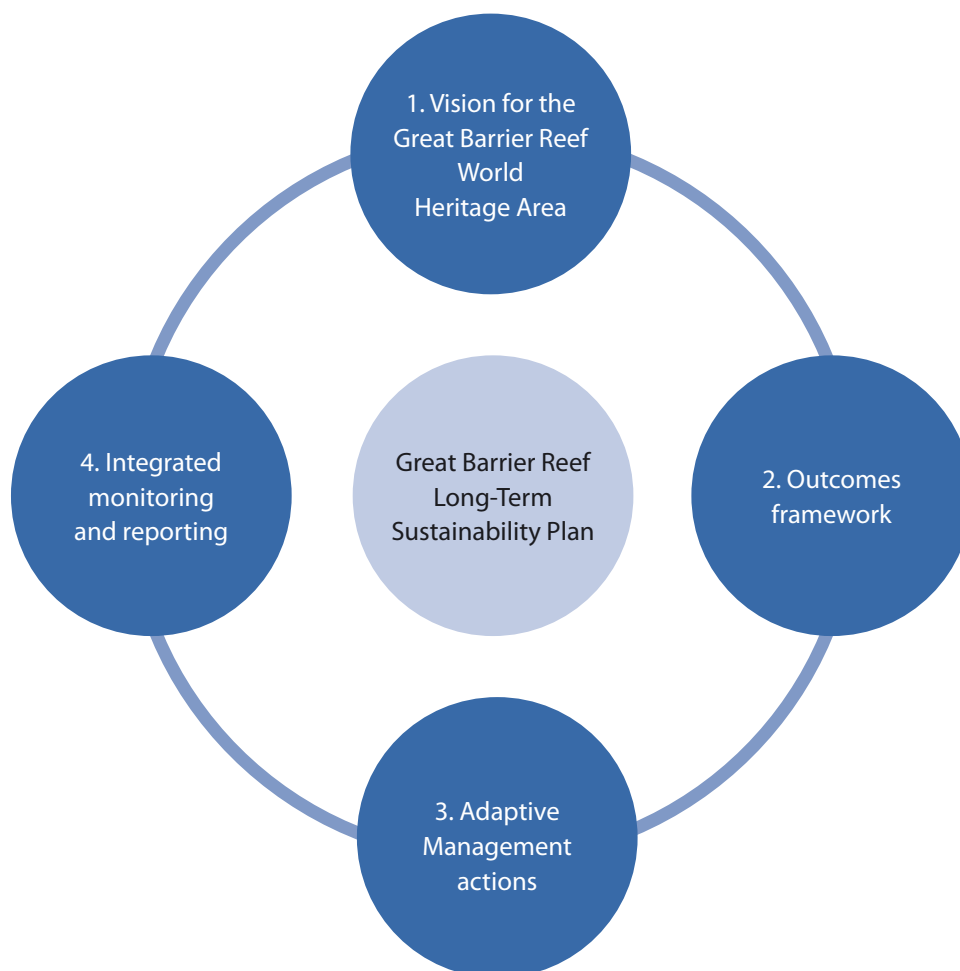 1. Vision for the
Great Barrier Reef
World
Heritage Area
4. Integrated
monitoring
and reporting
Great Barrier Reef
Long-Term
Sustainability Plan
2. Outcomes
framework
3. Adaptive
Management
actions